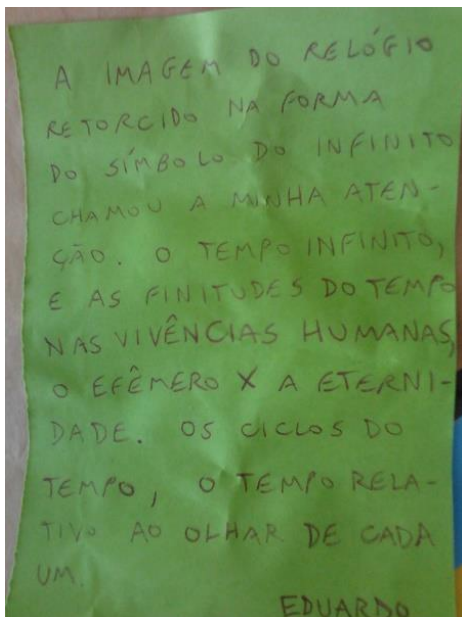 A IMAGEM DO RELÓGIO
RETORCIDO NA FORMA
DO SÍMBOLO DO INFINITO
CHAMOU A MINHA ATEN-
ÇÃO. O TEMPO INFINITO,
E AS FINITUDES DO TEMPO
NAS VIVÊNCIAS HUMANAS,
O EFÊMERO X A ETERNI-
DADE. OS CICLOS DO
TEMPO, O TEMPO RELA-
TIVO AO OLHAR DE CADA
UM.
EDUARDO